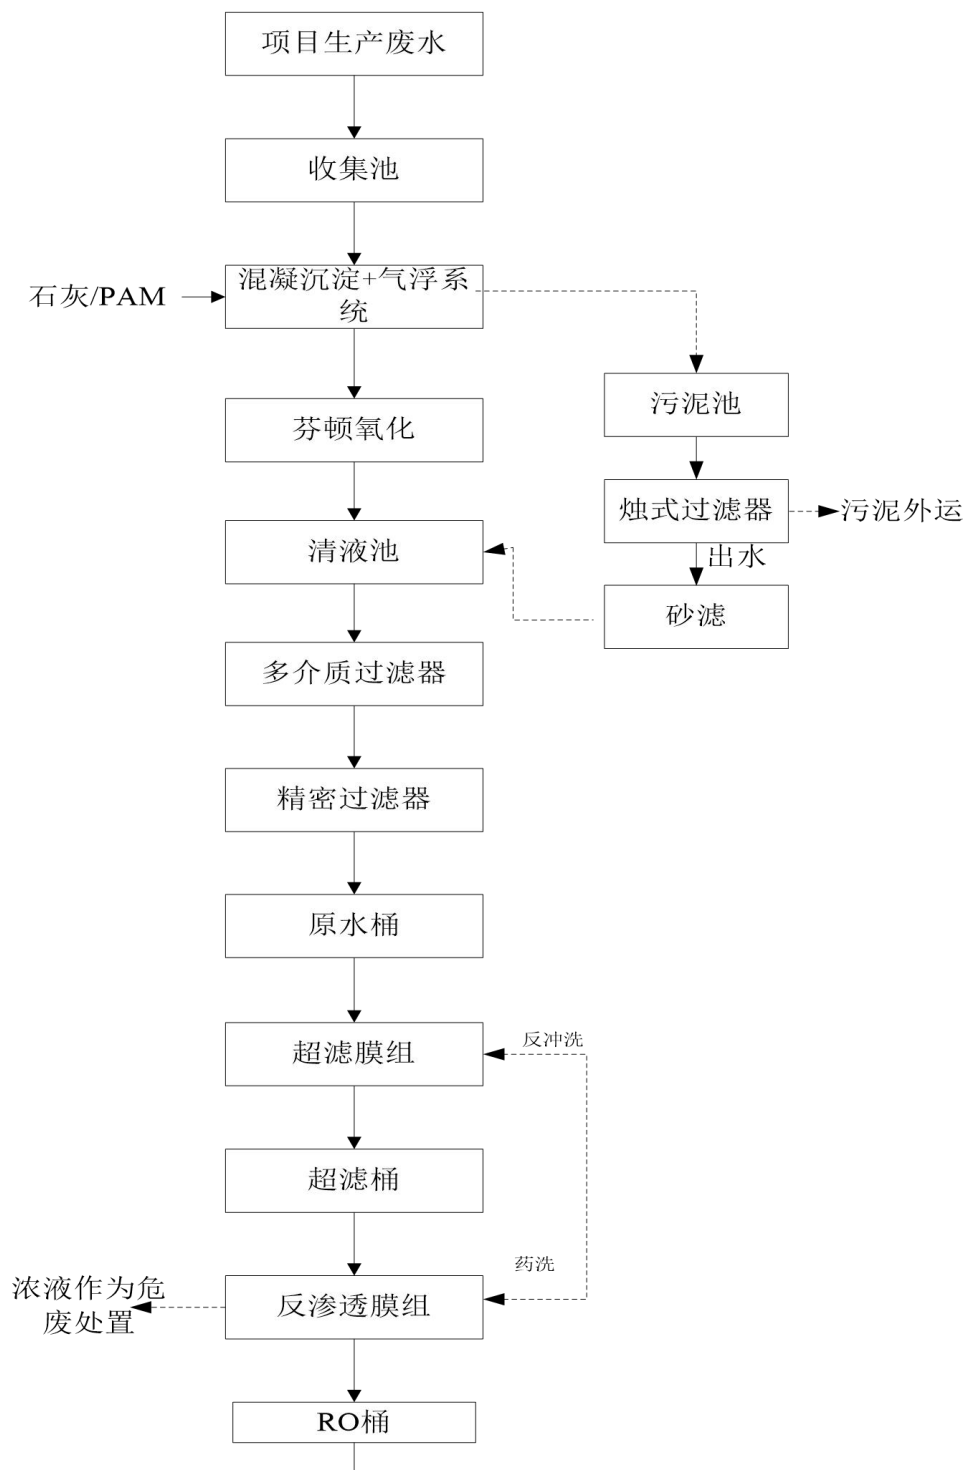 项目生产废水
收集池
石灰/PAM
混凝沉淀+气浮系
统
污泥池
芬顿氧化
烛式过滤器
污泥外运
出水
清液池
砂滤
多介质过滤器
精密过滤器
原水桶
反冲洗
超滤膜组
超滤桶
药洗
浓液作为危
废处置
反渗透膜组
RO桶